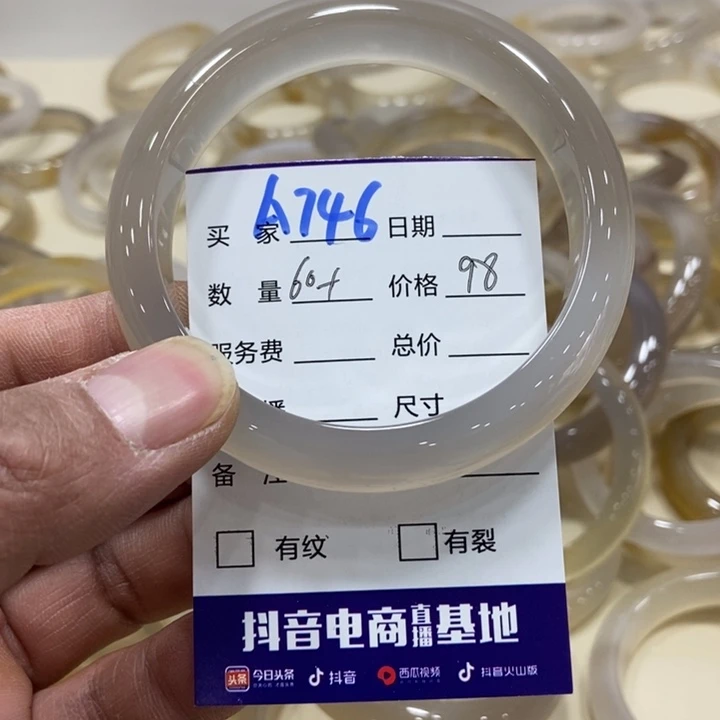 买 家 A746 日期
数 量 60+ 价格 98
服务费 总价
播 尺寸
备 注
有纹 有裂
抖音电商直播基地
今日头条 抖音 西瓜视频 抖音火山版